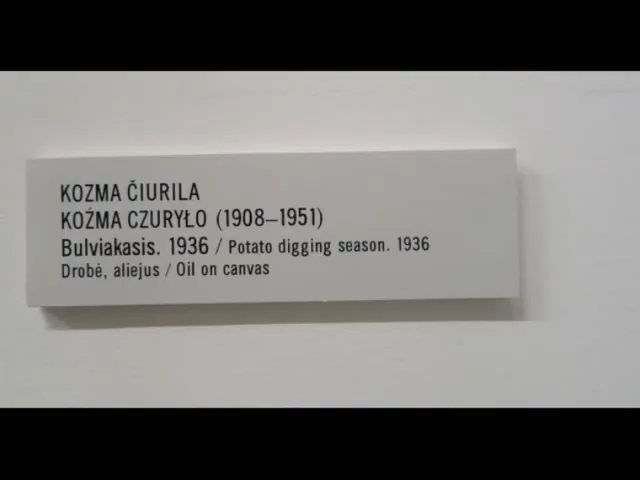 KOZMA ČIURILA
KOŹMA CZURYŁO (1908–1951)
Bulviakasis. 1936 / Potato digging season. 1936
Drobė, aliejus / Oil on canvas